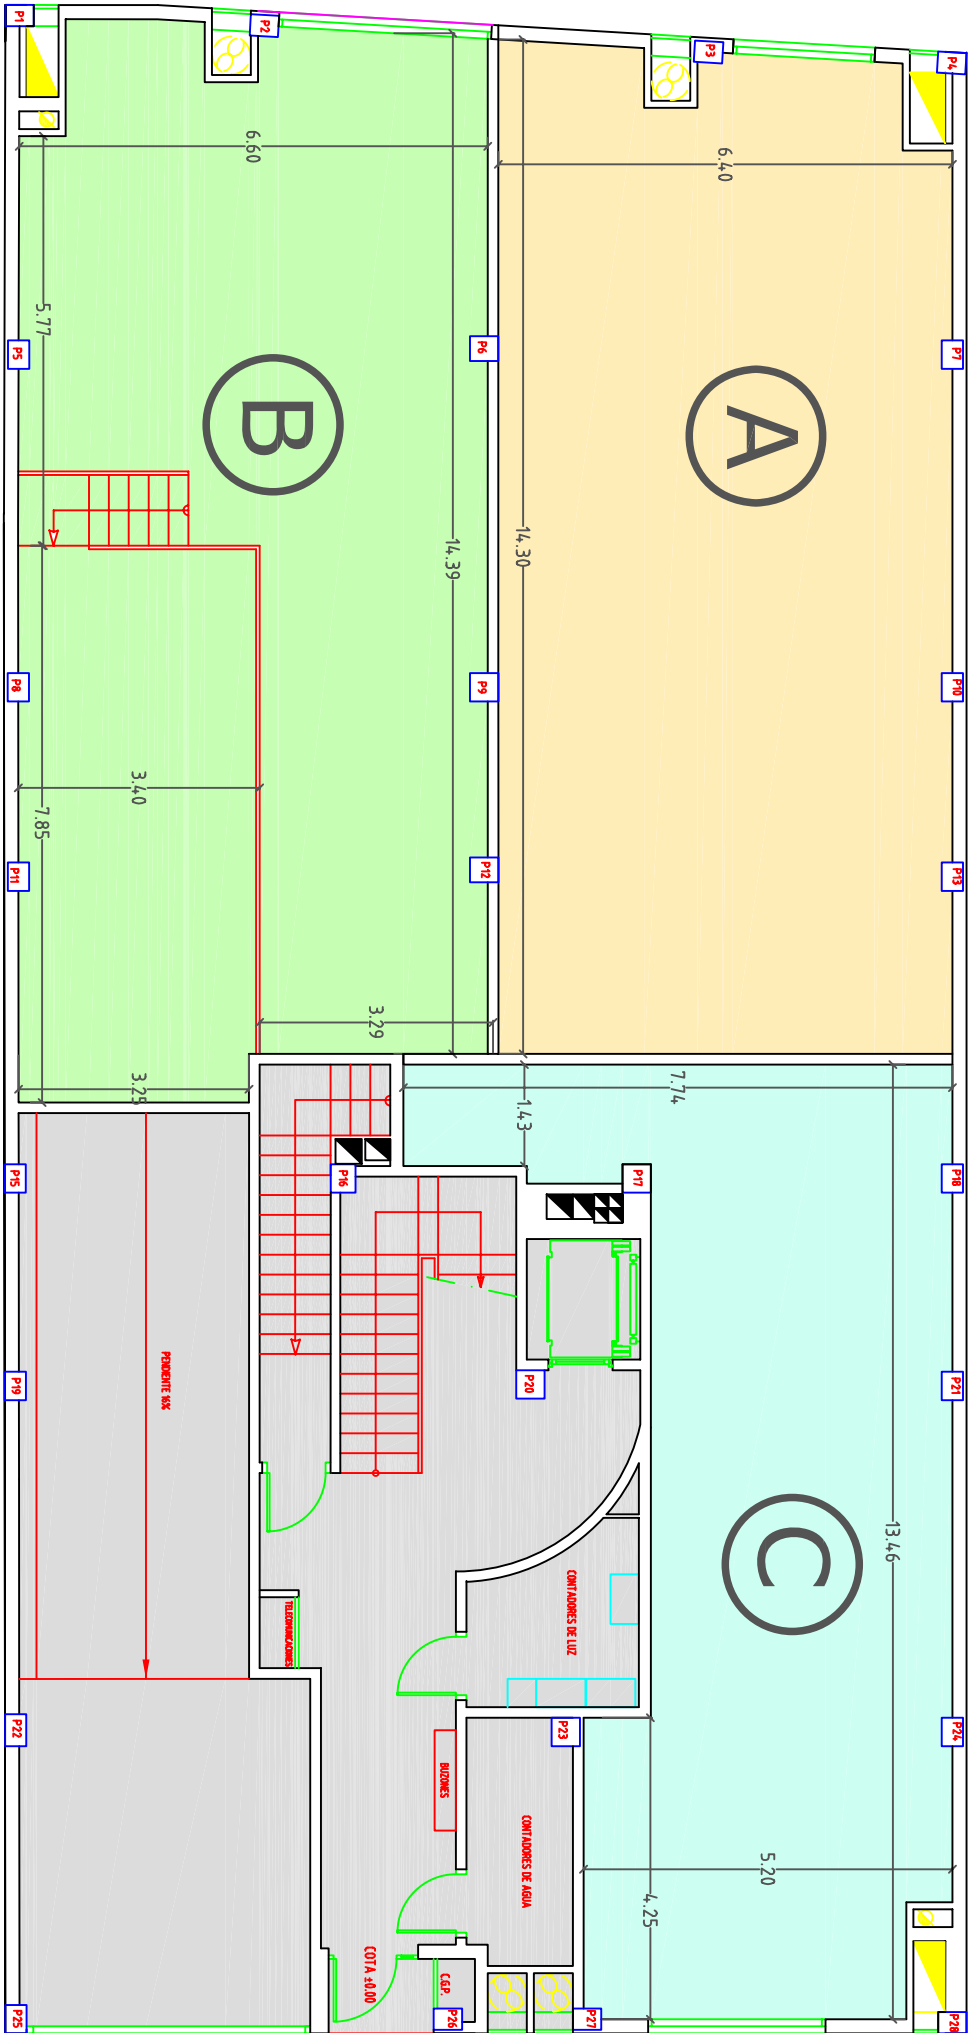 P1
P2
P3
P4
6.60
6.40
5.77
P5
P6
P7
B
A
14.39
14.30
P8
P9
P10
3.40
7.85
P11
P12
P13
3.29
3.25
1.43
7.74
P15
P16
P17
P18
PENDIENTE 16%
P19
P20
P21
C
13.46
TELECOMUNICACIONES
CONTADORES DE LUZ
P22
BUZONES
P23
P24
CONTADORES DE AGUA
5.20
4.25
COTA ±0.00
C.G.P.
P25
P26
P27
P28